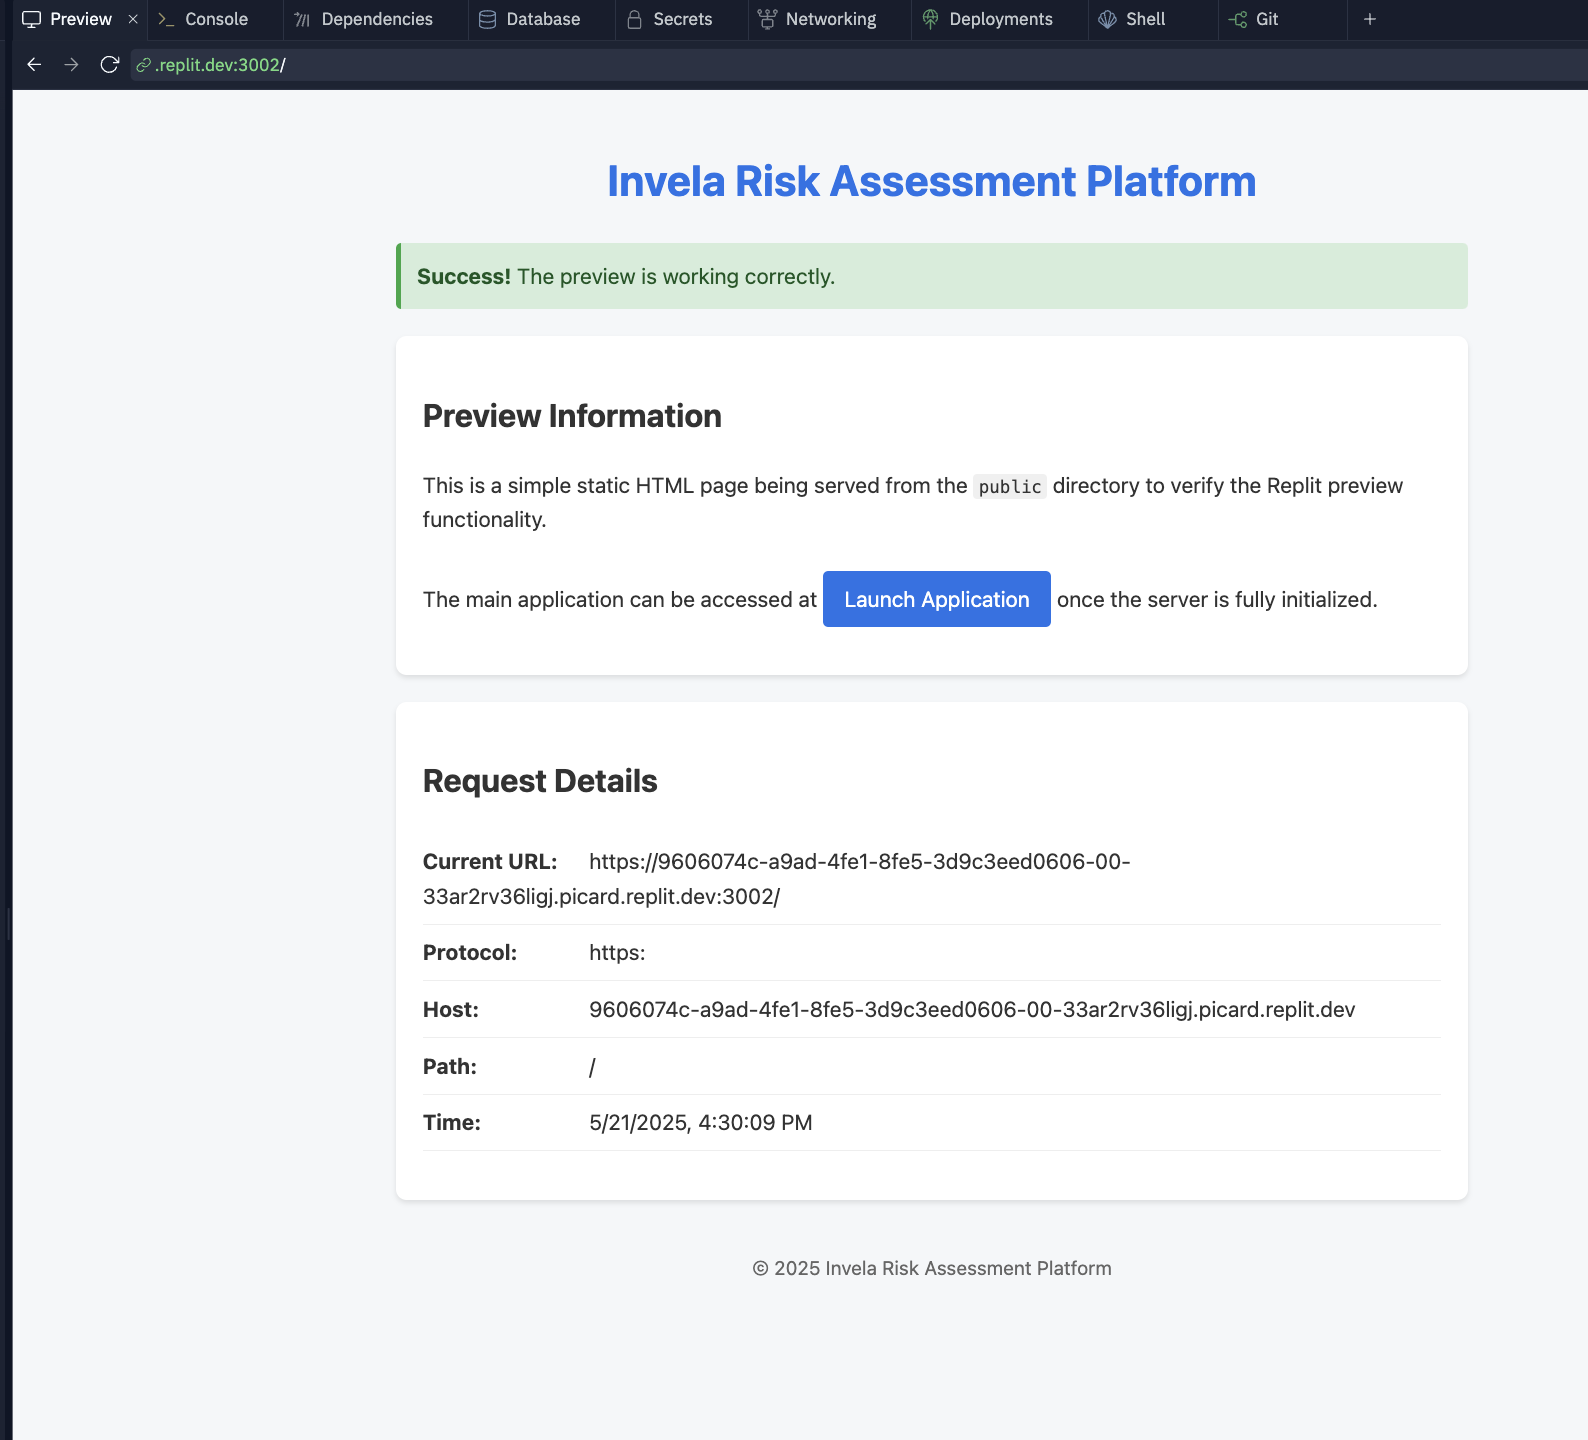 Preview Console Dependencies Database Secrets Networking Deployments Shell Git
.replit.dev:3002/
Invela Risk Assessment Platform
Success! The preview is working correctly.
Preview Information
This is a simple static HTML page being served from the public directory to verify the Replit preview
functionality.
The main application can be accessed at Launch Application once the server is fully initialized.
Request Details
Current URL: https://9606074c-a9ad-4fe1-8fe5-3d9c3eed0606-00-
33ar2rv36ligj.picard.replit.dev:3002/
Protocol: https:
Host: 9606074c-a9ad-4fe1-8fe5-3d9c3eed0606-00-33ar2rv36ligj.picard.replit.dev
Path: /
Time: 5/21/2025, 4:30:09 PM
© 2025 Invela Risk Assessment Platform